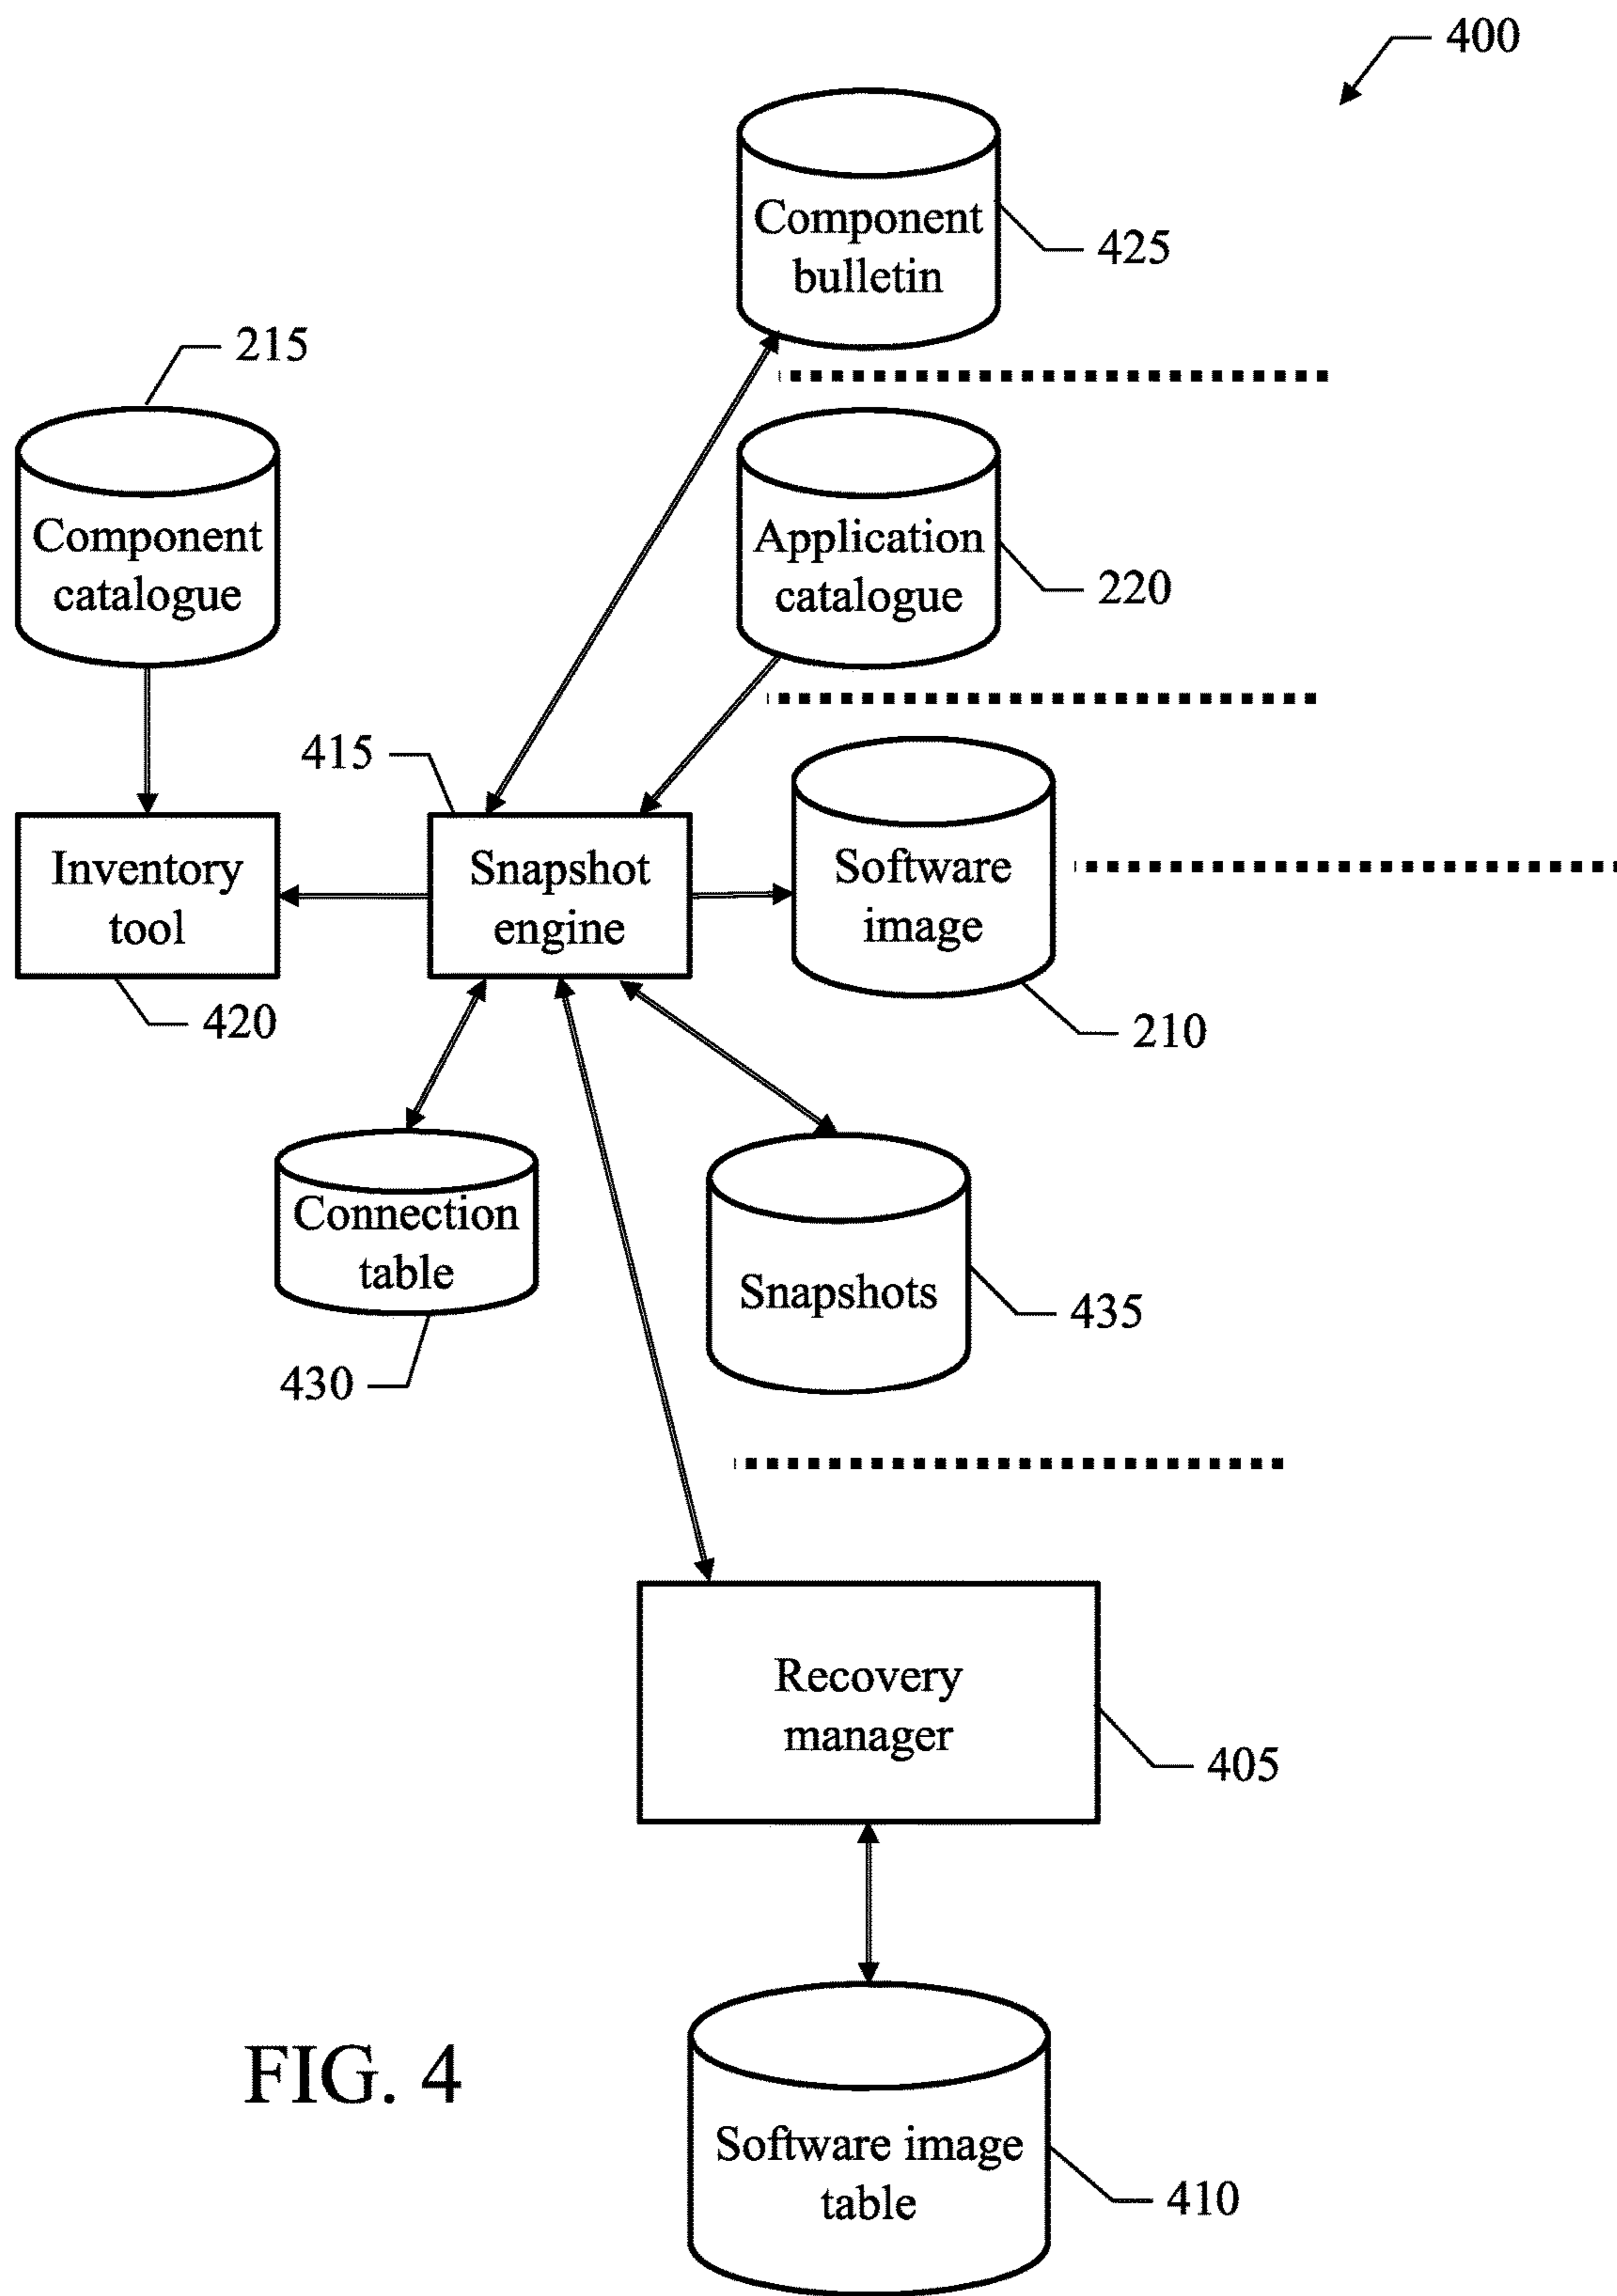 400
Component
bulletin
425
215
Component
catalogue
Application
catalogue
220
415
Inventory
tool
Snapshot
engine
Software
image
420
210
Connection
table
Snapshots
435
430
Recovery
manager
405
FIG. 4
Software image
table
410